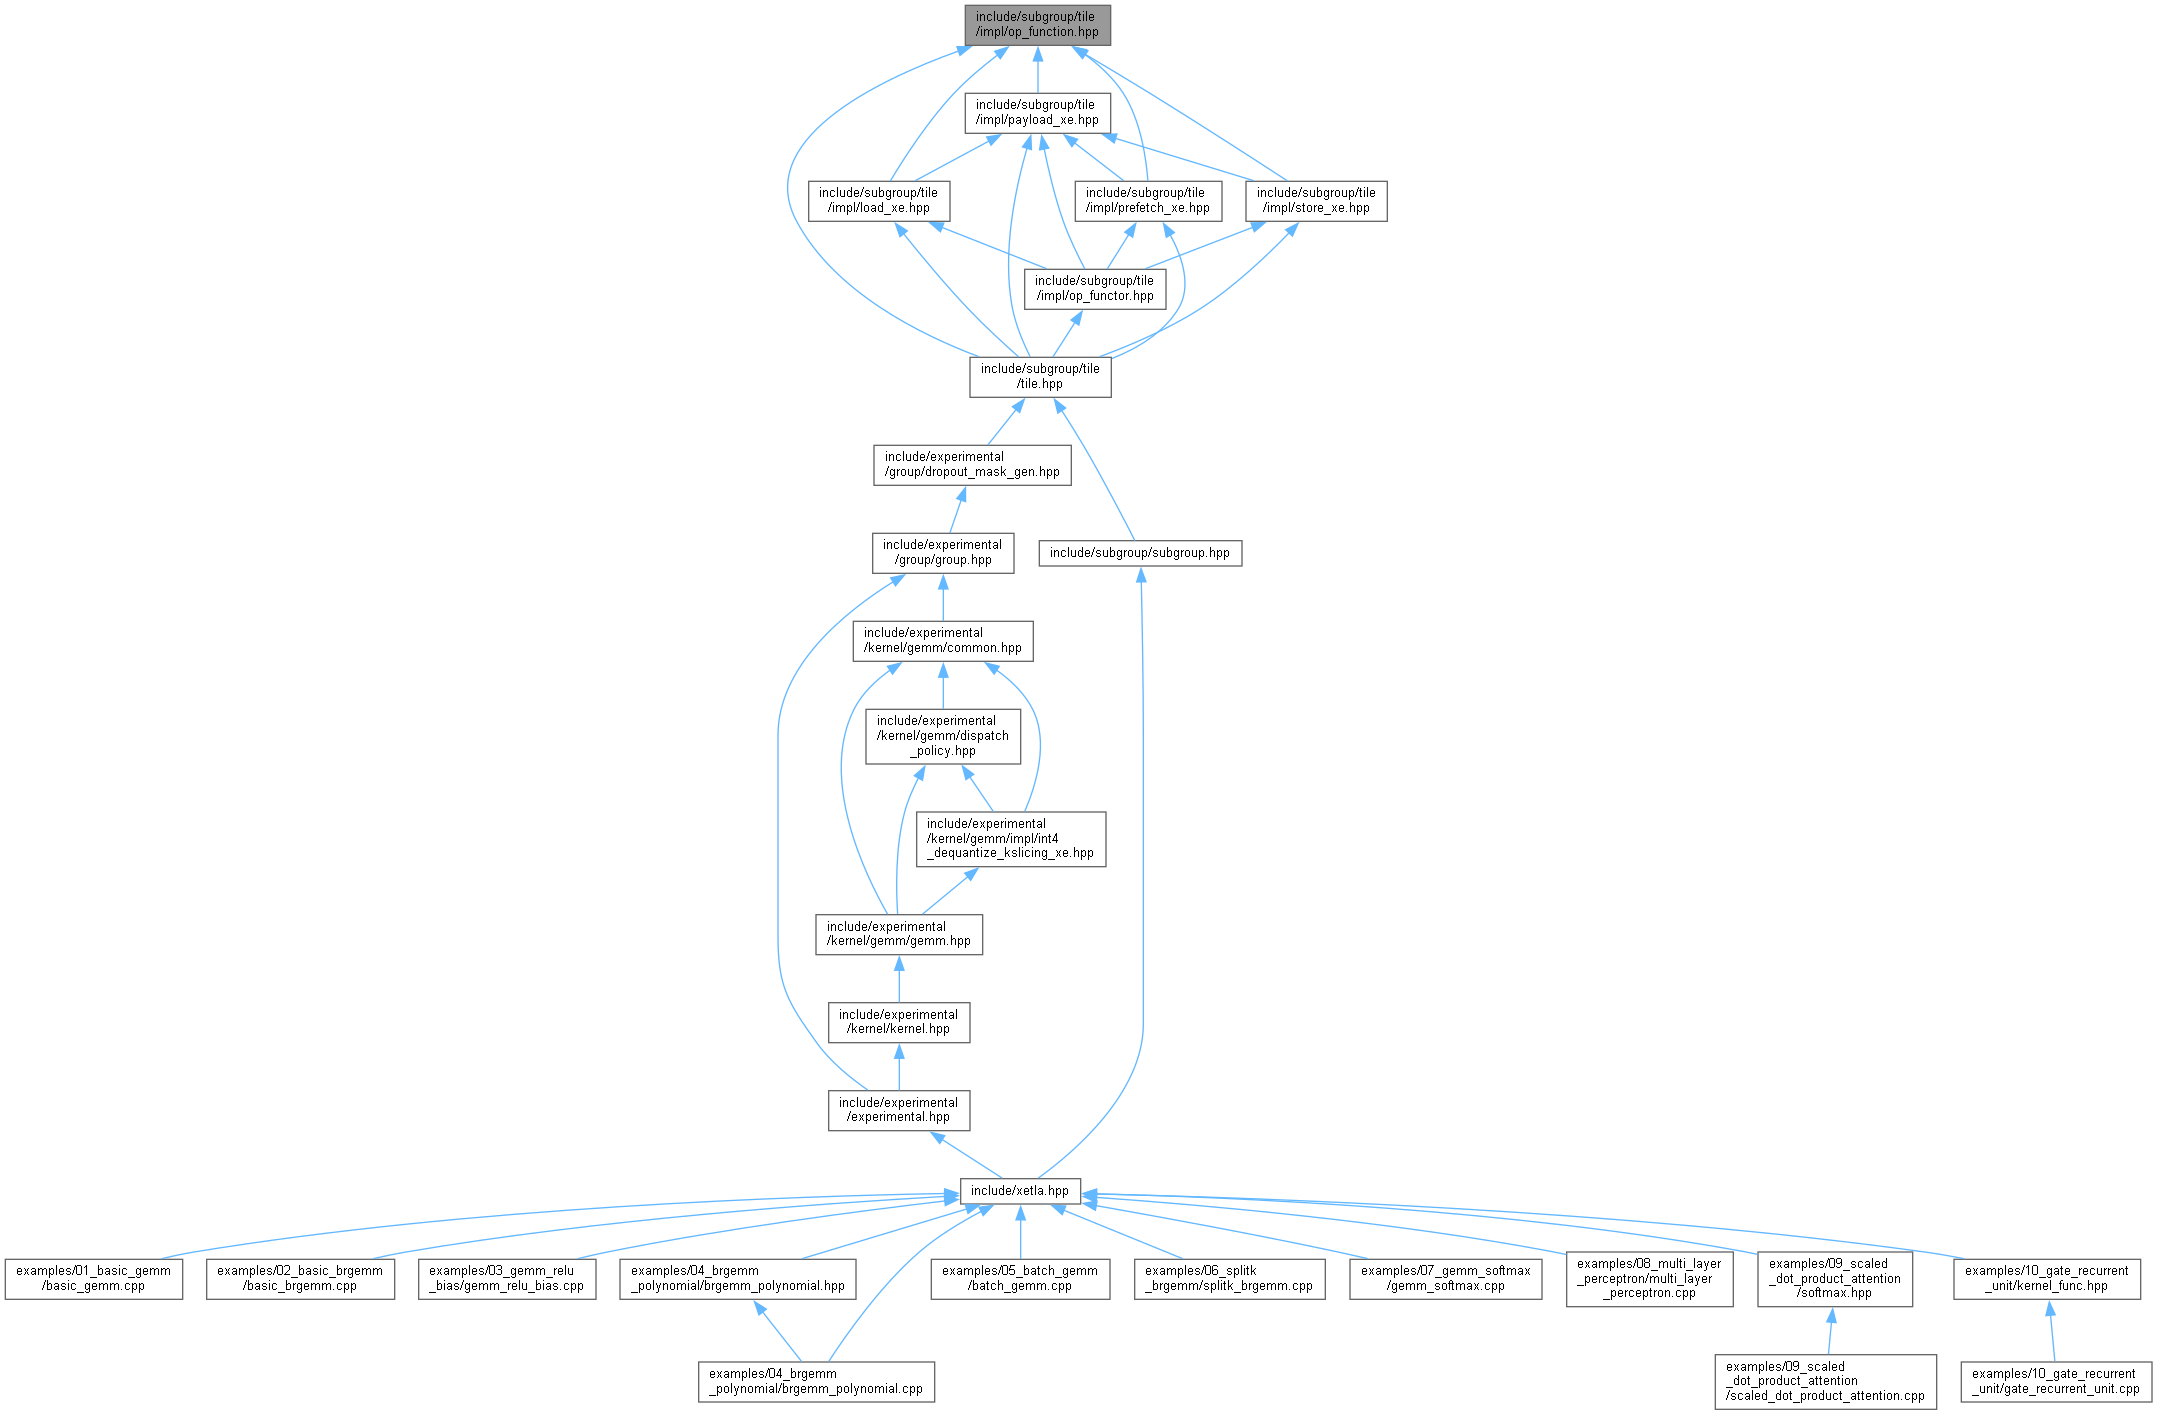 include/subgroup/tile
/impl/op_function.hpp
include/subgroup/tile
/impl/payload_xe.hpp
include/subgroup/tile
/impl/load_xe.hpp
include/subgroup/tile
/impl/prefetch_xe.hpp
include/subgroup/tile
/impl/store_xe.hpp
include/subgroup/tile
/impl/op_functor.hpp
include/subgroup/tile
/tile.hpp
include/experimental
/group/dropout_mask_gen.hpp
include/experimental
/group/group.hpp
include/subgroup/subgroup.hpp
include/experimental
/kernel/gemm/common.hpp
include/experimental
/kernel/gemm/dispatch
_policy.hpp
include/experimental
/kernel/gemm/impl/int4
_dequantize_kslicing_xe.hpp
include/experimental
/kernel/gemm/gemm.hpp
include/experimental
/kernel/kernel.hpp
include/experimental
/experimental.hpp
include/xetla.hpp
examples/01_basic_gemm
/basic_gemm.cpp
examples/02_basic_brgemm
/basic_brgemm.cpp
examples/03_gemm_relu
_bias/gemm_relu_bias.cpp
examples/04_brgemm
_polynomial/brgemm_polynomial.hpp
examples/05_batch_gemm
/batch_gemm.cpp
examples/06_splitk
_brgemm/splitk_brgemm.cpp
examples/07_gemm_softmax
/gemm_softmax.cpp
examples/08_multi_layer
_perceptron/multi_layer
_perceptron.cpp
examples/09_scaled
_dot_product_attention
/softmax.hpp
examples/10_gate_recurrent
_unit/kernel_func.hpp
examples/04_brgemm
_polynomial/brgemm_polynomial.cpp
examples/09_scaled
_dot_product_attention
/scaled_dot_product_attention.cpp
examples/10_gate_recurrent
_unit/gate_recurrent_unit.cpp